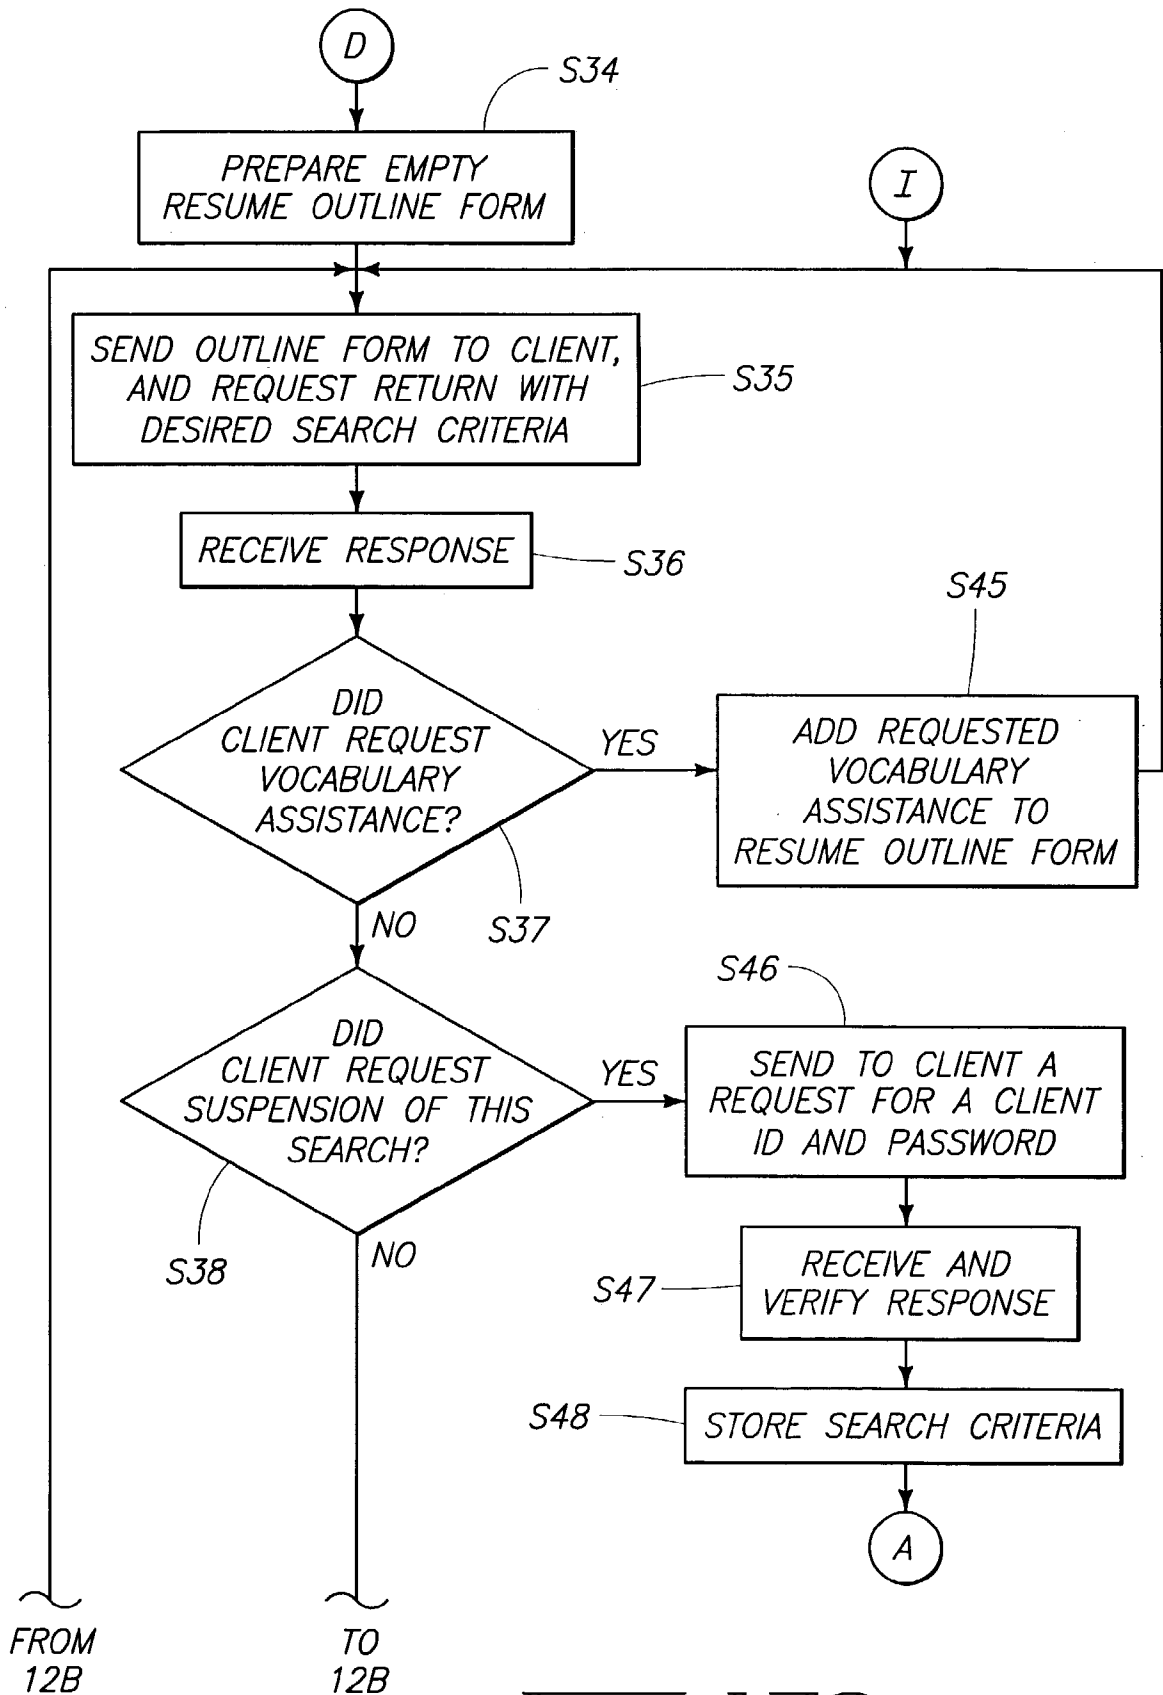 D
S34
PREPARE EMPTY
RESUME OUTLINE FORM
I
SEND OUTLINE FORM TO CLIENT,
AND REQUEST RETURN WITH
DESIRED SEARCH CRITERIA
S35
RECEIVE RESPONSE
S36
DID
CLIENT REQUEST
VOCABULARY
ASSISTANCE?
YES
S45
ADD REQUESTED
VOCABULARY
ASSISTANCE TO
RESUME OUTLINE FORM
NO
S37
DID
CLIENT REQUEST
SUSPENSION OF THIS
SEARCH?
YES
S46
SEND TO CLIENT A
REQUEST FOR A CLIENT
ID AND PASSWORD
S38
NO
S47
RECEIVE AND
VERIFY RESPONSE
S48
STORE SEARCH CRITERIA
A
FROM
12B
TO
12B